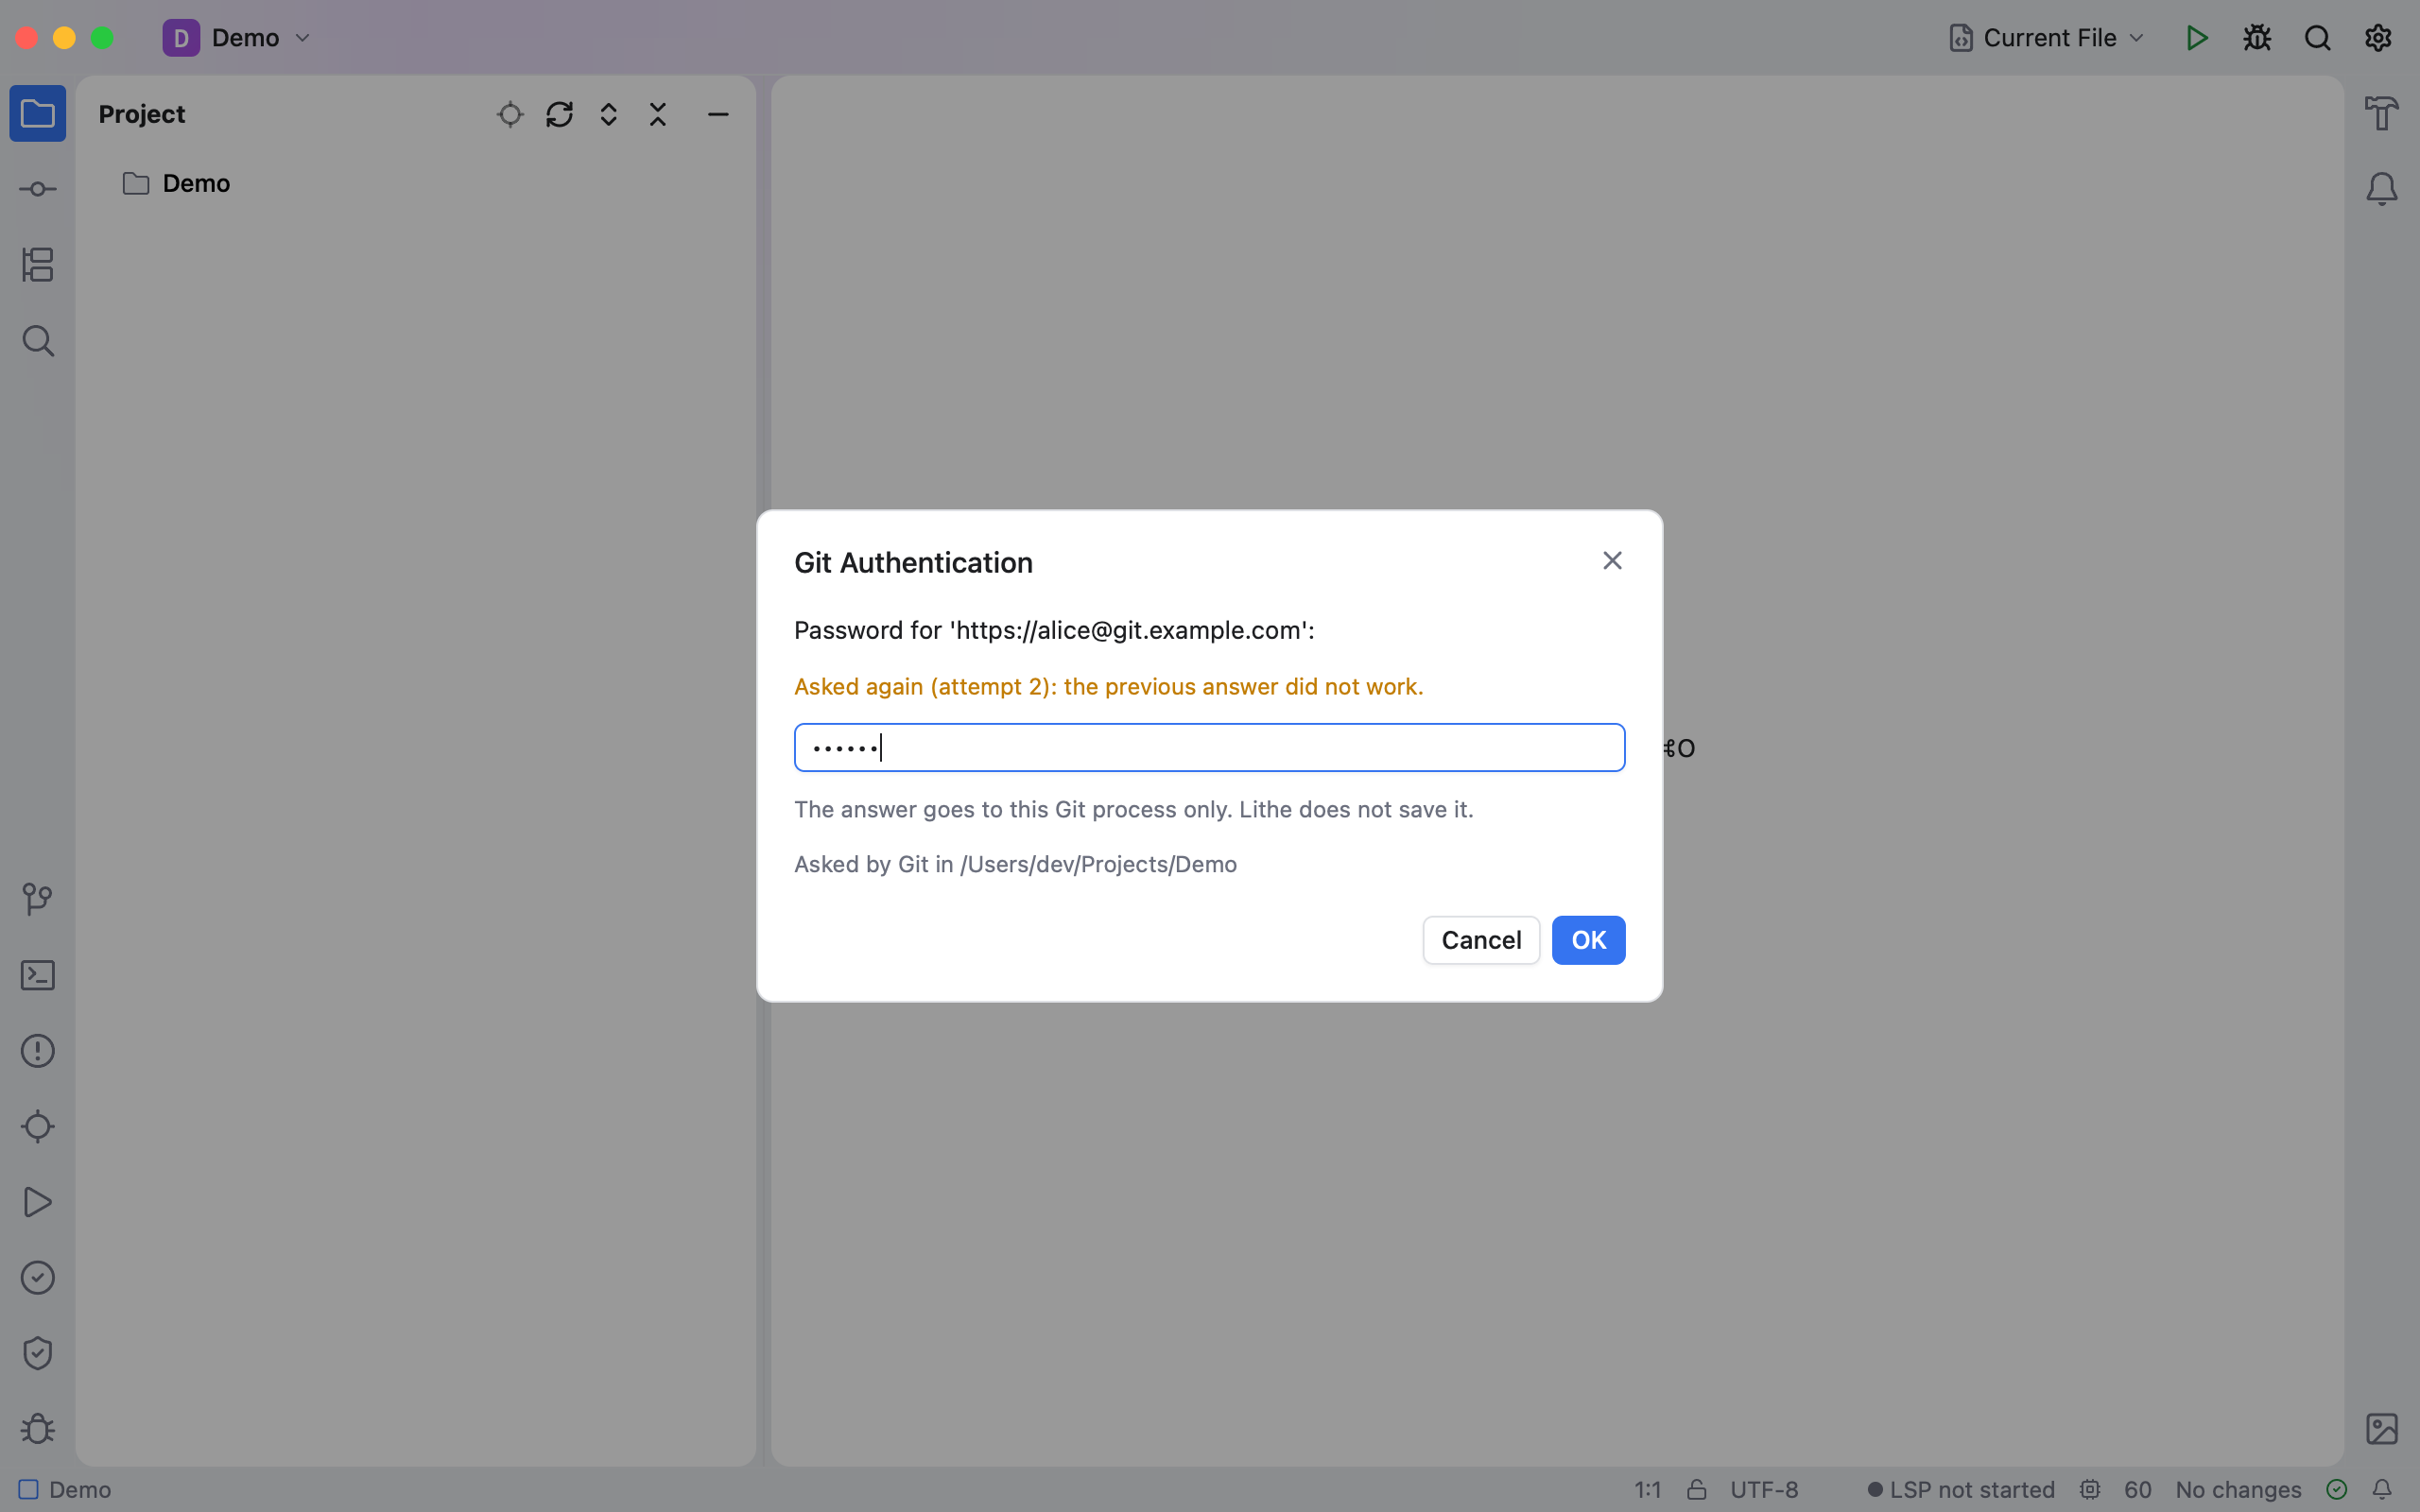 D Demo
Current File
Project
Demo
Git Authentication
Password for 'https://alice@git.example.com':
Asked again (attempt 2): the previous answer did not work.
••••••
⌘O
The answer goes to this Git process only. Lithe does not save it.
Asked by Git in /Users/dev/Projects/Demo
Cancel OK
Demo
1:1 UTF-8 LSP not started 60 No changes